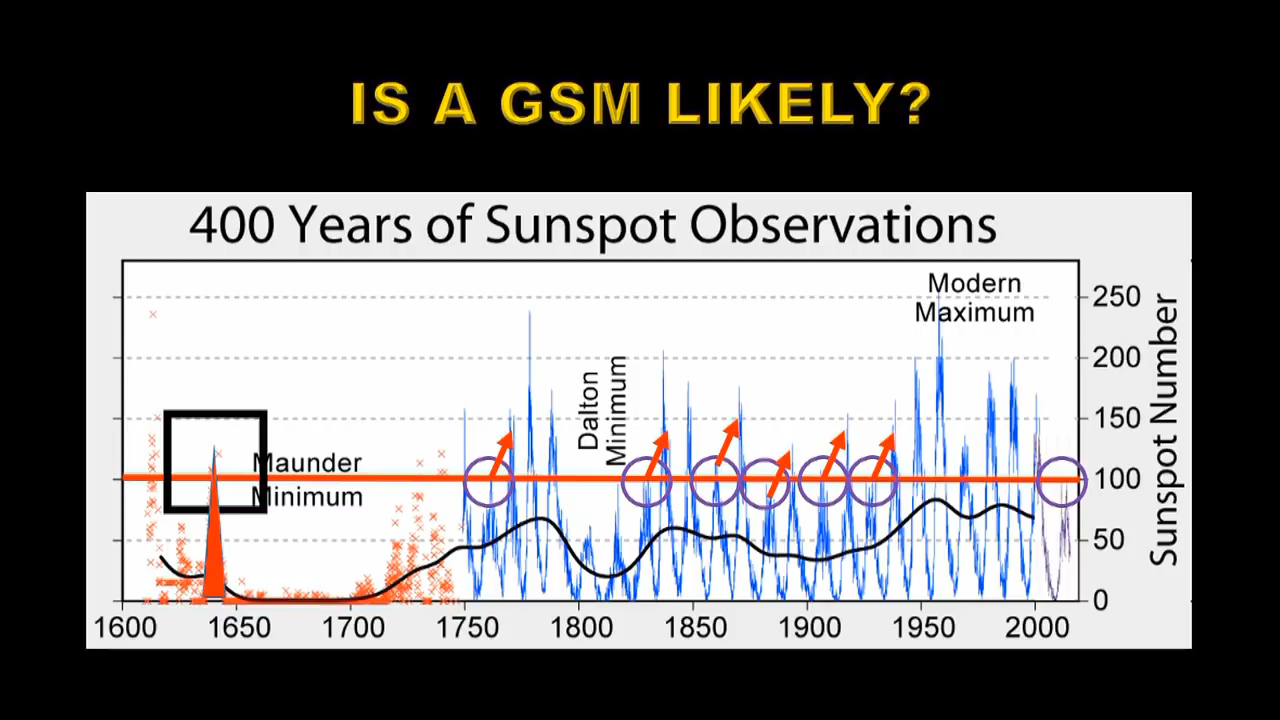 IS A GSM LIKELY?
400 Years of Sunspot Observations
Modern
Maximum
Dalton
Minimum
Maunder
Minimum
250
200
150
100
50
0
Sunspot Number
1600 1650 1700 1750 1800 1850 1900 1950 2000